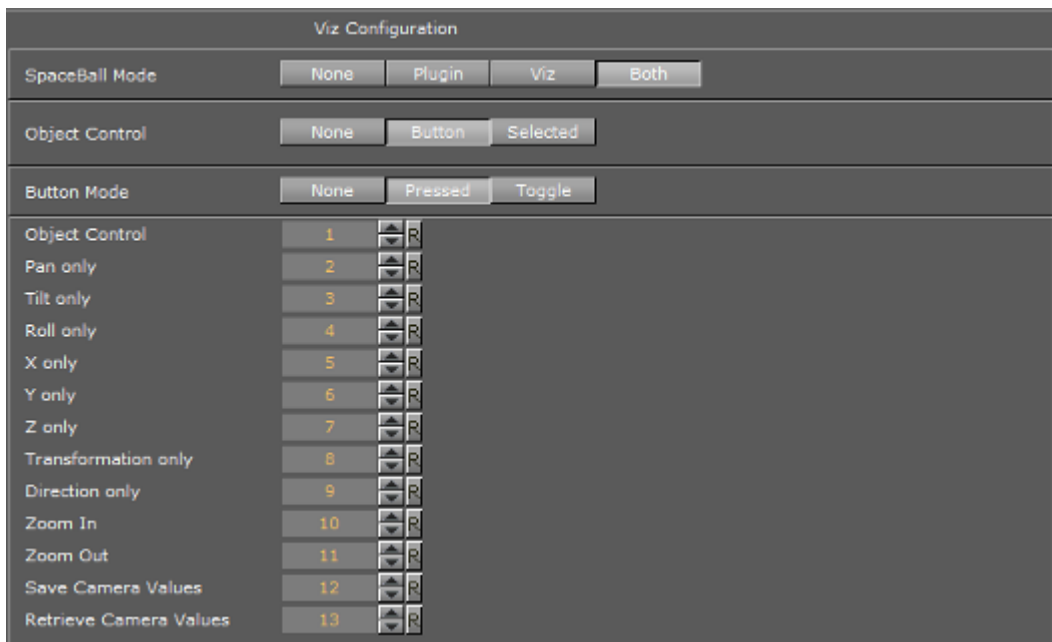 Viz Configuration
SpaceBall Mode None Plugin Viz Both
Object Control None Button Selected
Button Mode None Pressed Toggle
Object Control 1 R
Pan only 2 R
Tilt only 3 R
Roll only 4 R
X only 5 R
Y only 6 R
Z only 7 R
Transformation only 8 R
Direction only 9 R
Zoom In 10 R
Zoom Out 11 R
Save Camera Values 12 R
Retrieve Camera Values 13 R